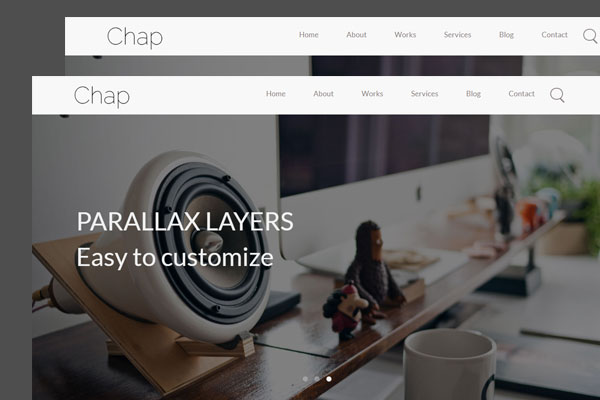 Chap
Home About Works Services Blog Contact
Chap
Home About Works Services Blog Contact
PARALLAX LAYERS
Easy to customize